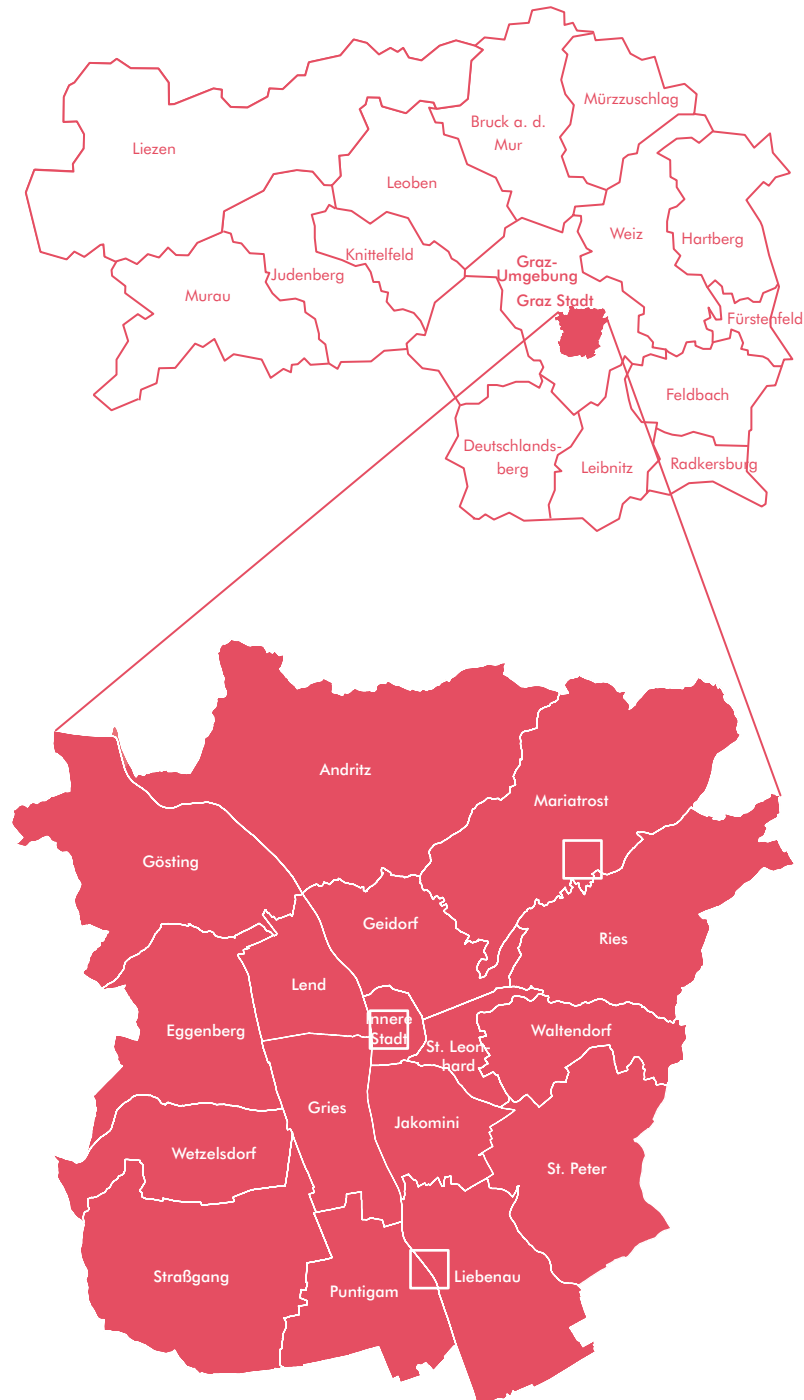 Mürzzuschlag
Bruck a. d.
Mur
Liezen
Leoben
Weiz
Hartberg
Knittelfeld
Graz-
Umgebung
Judenberg
Murau
Graz Stadt
Fürstenfeld
Feldbach
Deutschlands-
berg
Leibnitz
Radkersburg
Andritz
Mariatrost
Gösting
Geidorf
Ries
Lend
Innere
Stadt
Eggenberg
Waltendorf
St. Leon-
hard
Gries
Jakomini
Wetzelsdorf
St. Peter
Straßgang
Liebenau
Puntigam